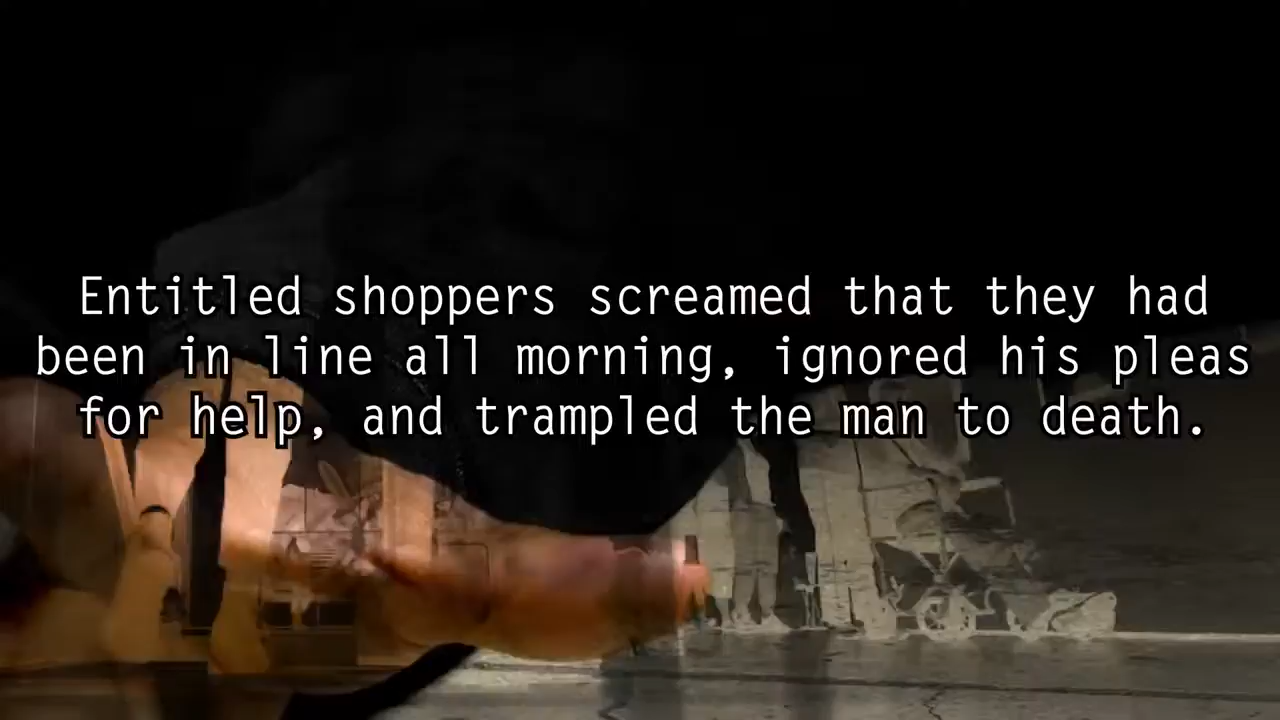 Entitled shoppers screamed that they had
been in line all morning, ignored his pleas
for help, and trampled the man to death.